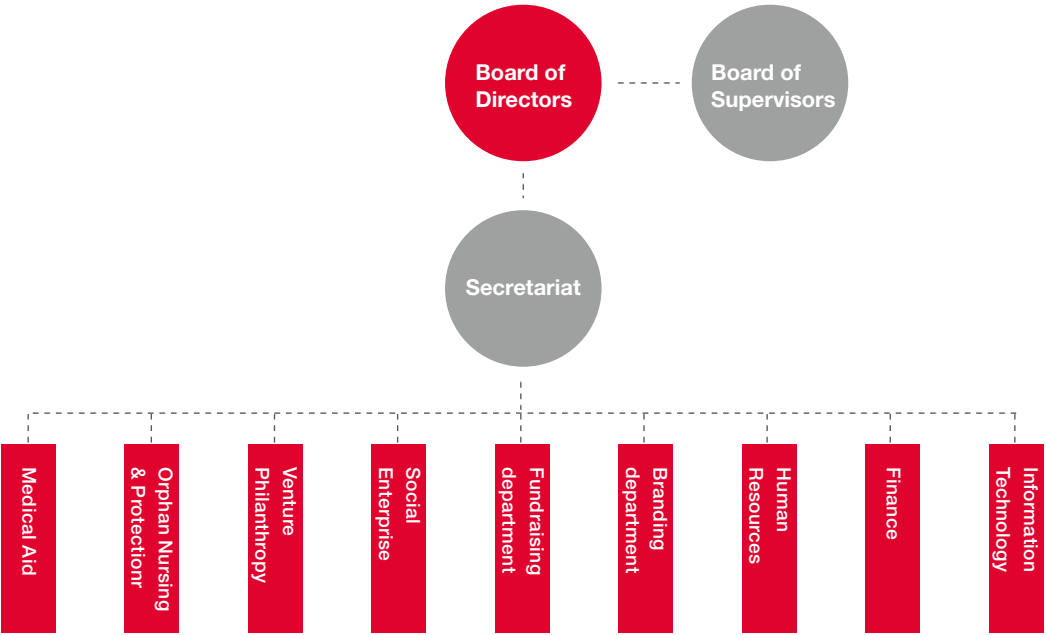 Board of
Directors
Board of
Supervisors
Secretariat
Medical Aid
Orphan Nursing
& Protectionr
Venture
Philanthropy
Social
Enterprise
Fundraising
department
Branding
department
Human
Resources
Finance
Information
Technology